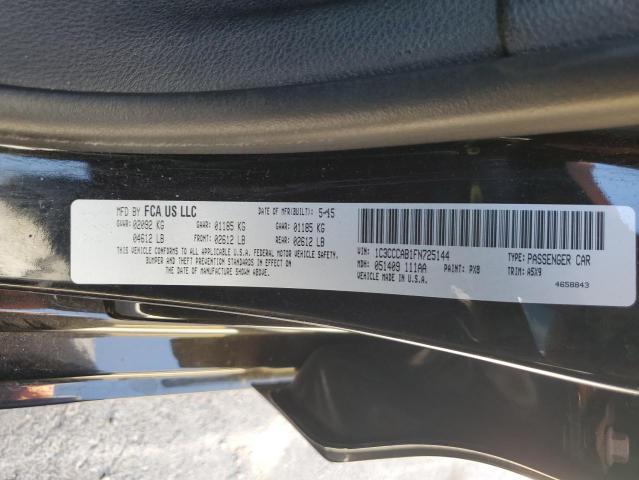 MFD BY FCA US LLC DATE OF MFR(BUILT): 5-15
GVWR: 02092 KG GAWR: 01185 KG GAWR: 01185 KG
04612 LB FRONT: 02612 LB REAR: 02612 LB
THIS VEHICLE CONFORMS TO ALL APPLICABLE U.S.A. FEDERAL MOTOR VEHICLE SAFETY,
BUMPER AND THEFT PREVENTION STANDARDS IN EFFECT ON
THE DATE OF MANUFACTURE SHOWN ABOVE.
VIN: 1C3CCCAB1FN725144 TYPE: PASSENGER CAR
MDH: 051409 111AA PAINT: PX8 TRIM: A5X9
VEHICLE MADE IN U.S.A. 4658843